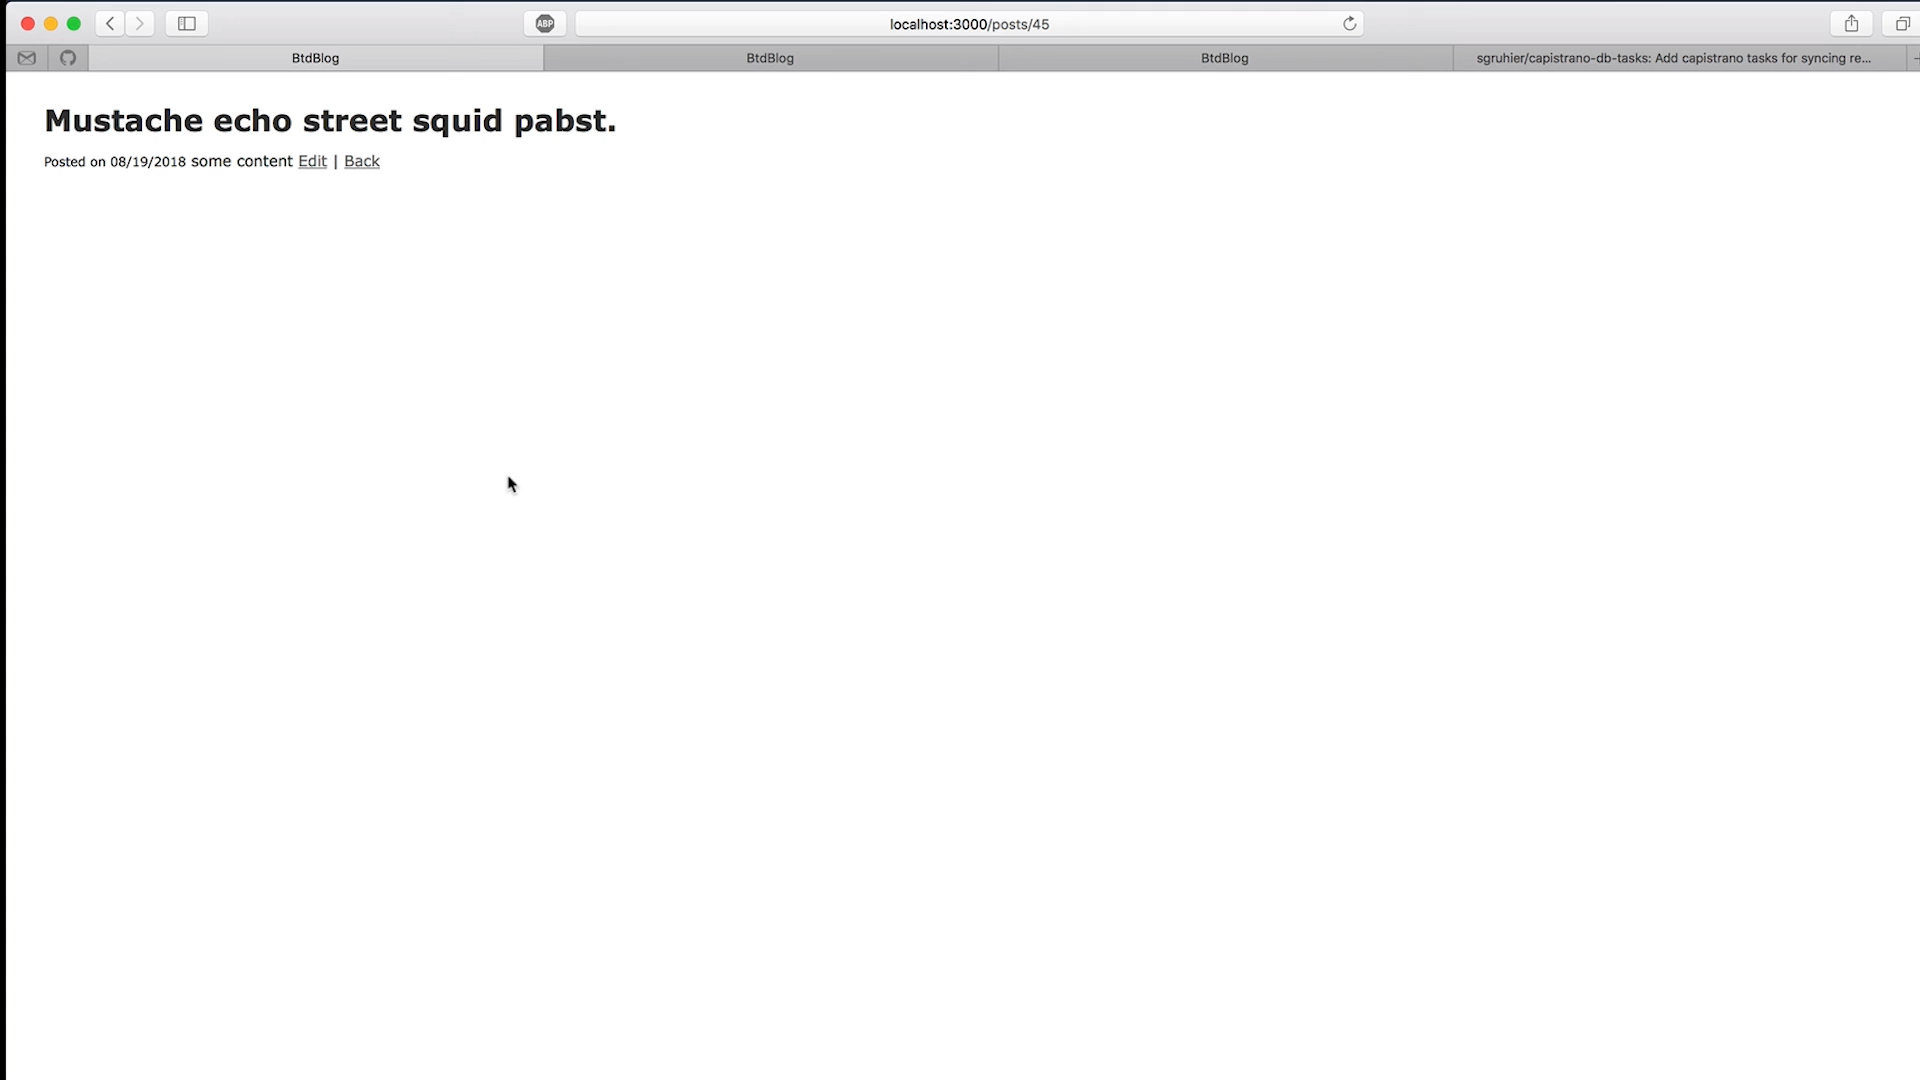 ABP
localhost:3000/posts/45
BtdBlog
BtdBlog
BtdBlog
sgruhier/capistrano-db-tasks: Add capistrano tasks for syncing re...
Mustache echo street squid pabst.
Posted on 08/19/2018 some content Edit | Back